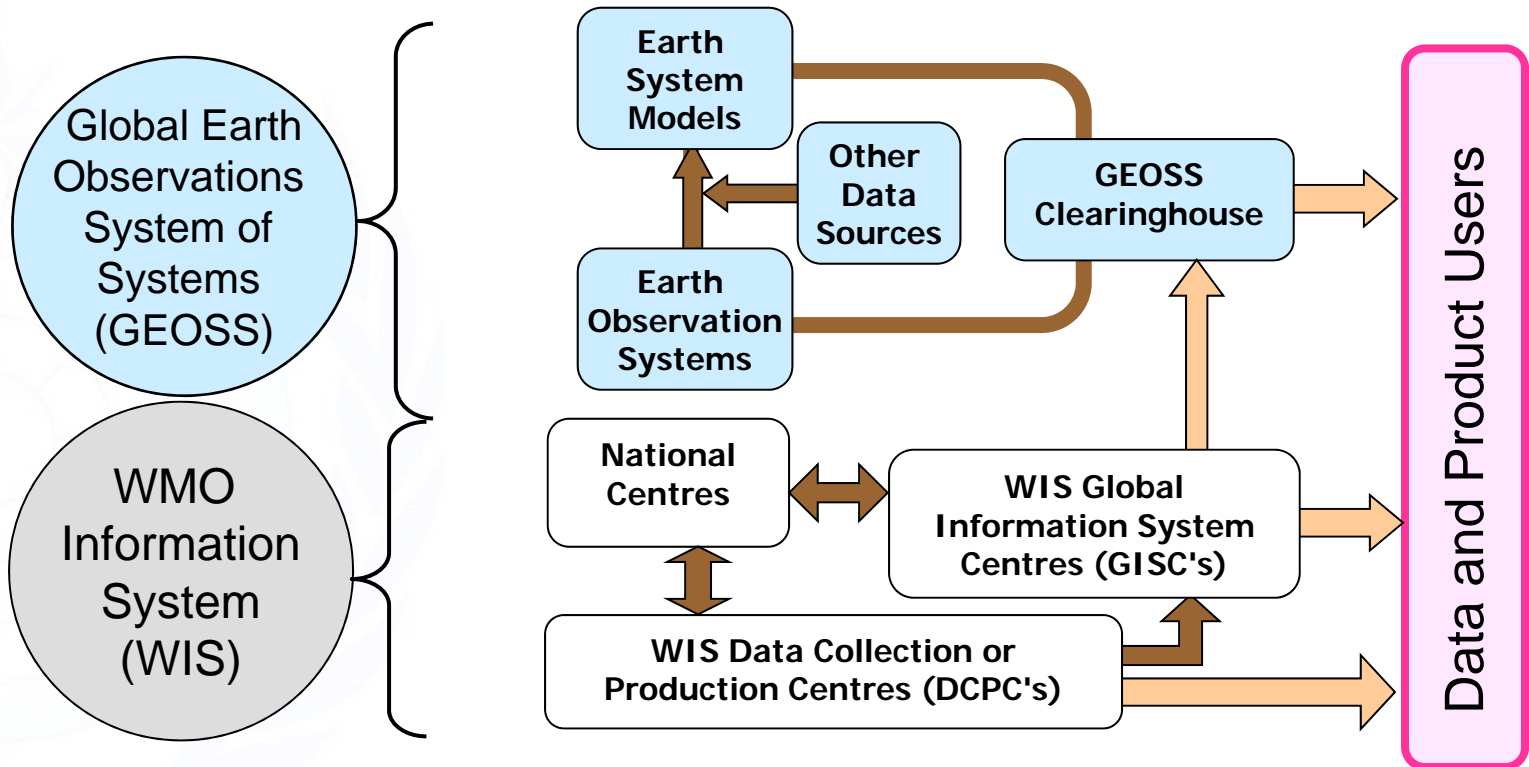 Global Earth
Observations
System of
Systems
(GEOSS)
WMO
Information
System
(WIS)
Earth
System
Models
Other
Data
Sources
Earth
Observation
Systems
GEOSS
Clearinghouse
National
Centres
WIS Global
Information System
Centres (GISC's)
WIS Data Collection or
Production Centres (DCPC's)
Data and Product Users